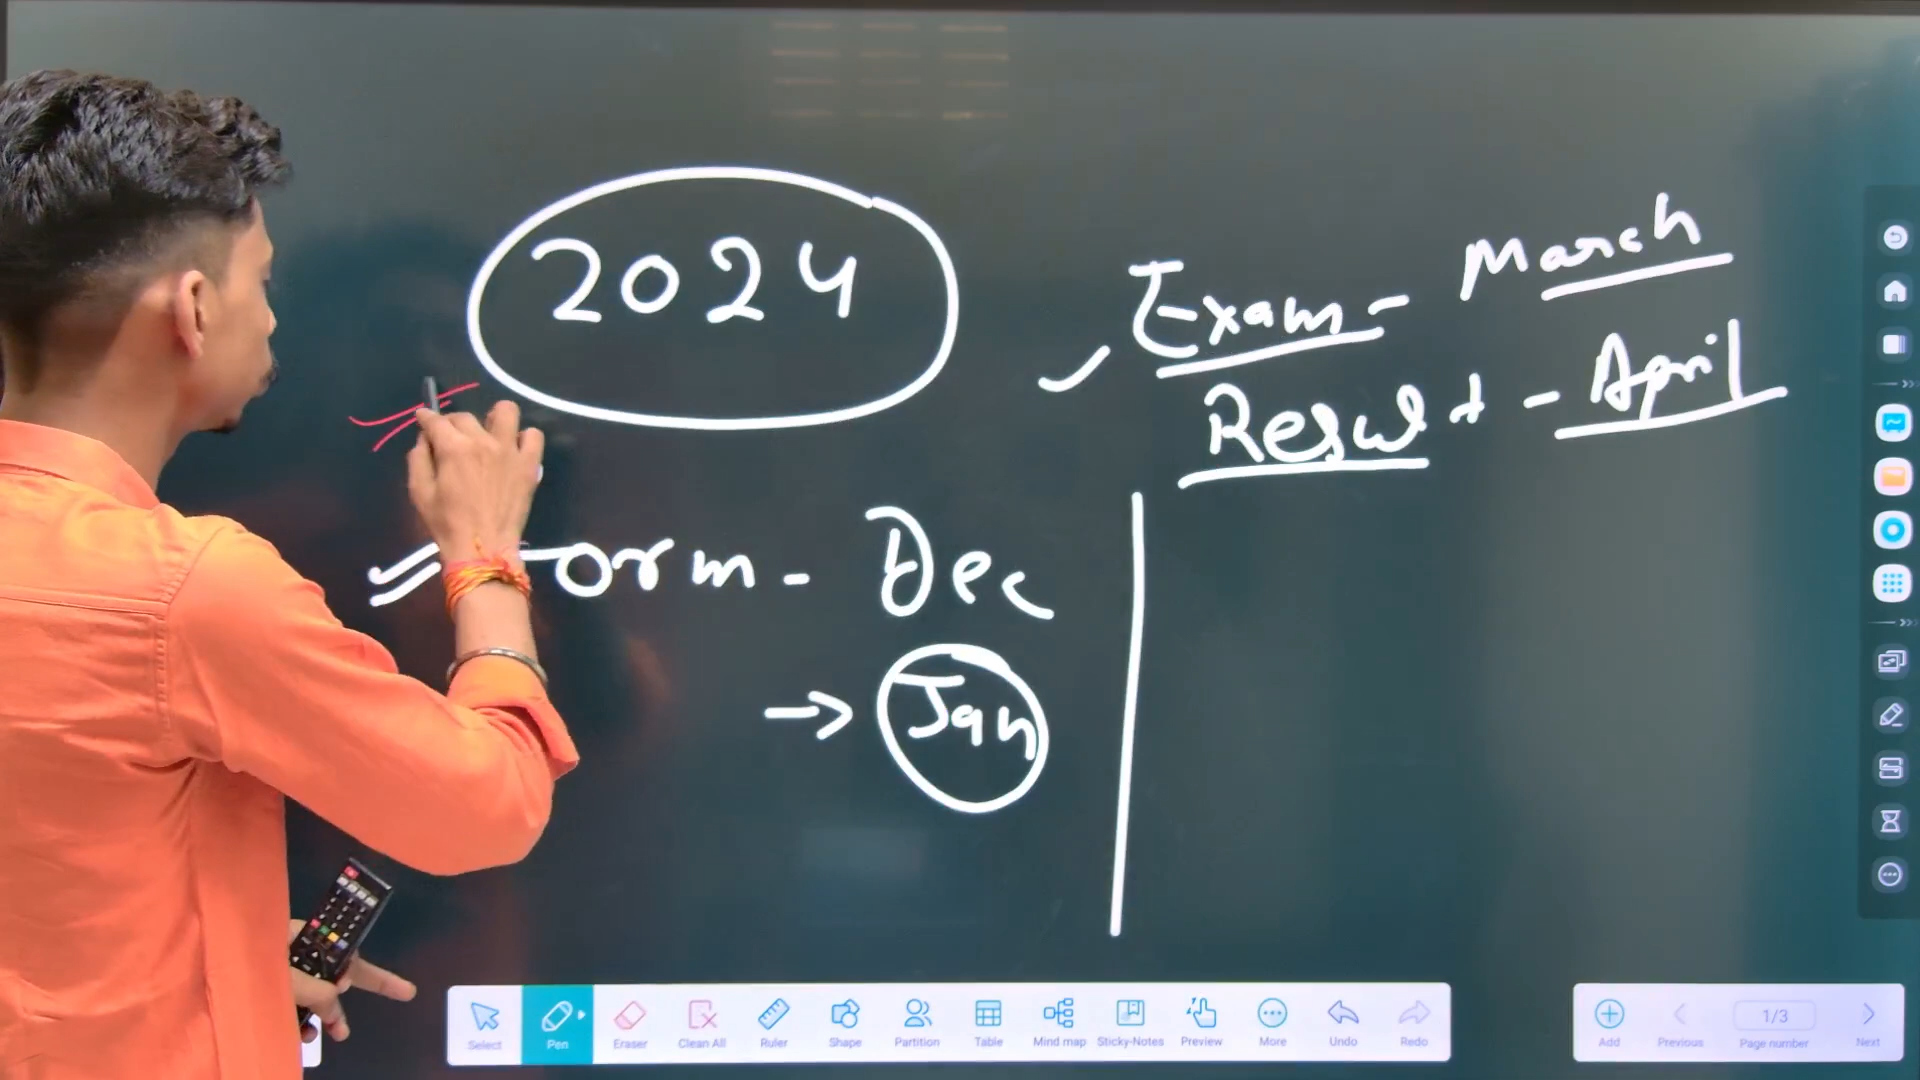 2024
Exam - March
Result - April
Form - Dec
→ Jan
Select Pen Eraser Clean All Ruler Shape Partition Table Mind map Sticky-Notes Preview More Undo Redo
1/3
Add Previous Page number Next